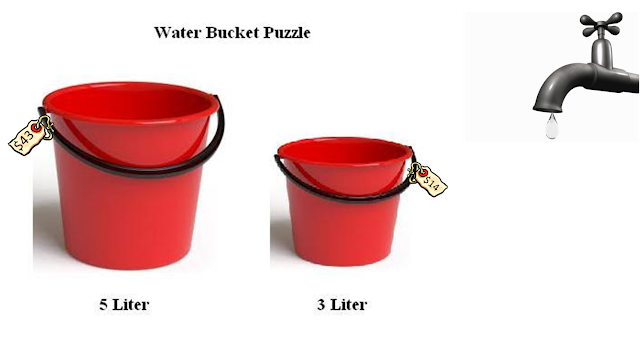 Water Bucket Puzzle
$43
$14
5 Liter
3 Liter